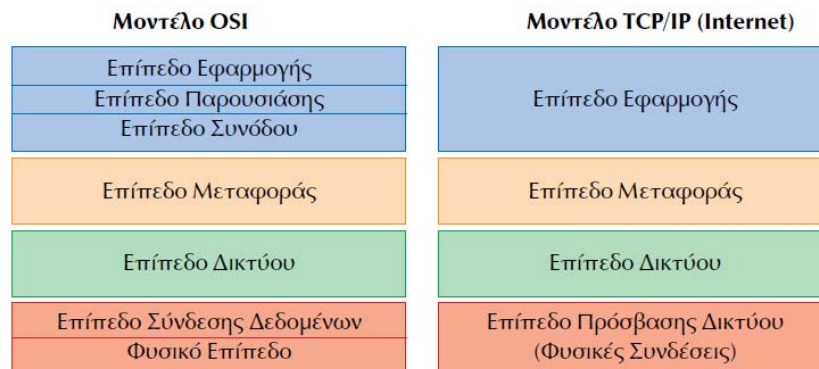 Μοντέλο OSI
Επίπεδο Εφαρμογής
Επίπεδο Παρουσιάσης
Επίπεδο Συνόδου
Επίπεδο Μεταφοράς
Επίπεδο Δικτύου
Επίπεδο Σύνδεσης Δεδομένων
Φυσικό Επίπεδο
Μοντέλο TCP/IP (Internet)
Επίπεδο Εφαρμογής
Επίπεδο Μεταφοράς
Επίπεδο Δικτύου
Επίπεδο Πρόσβασης Δικτύου
(Φυσικές Συνδέσεις)